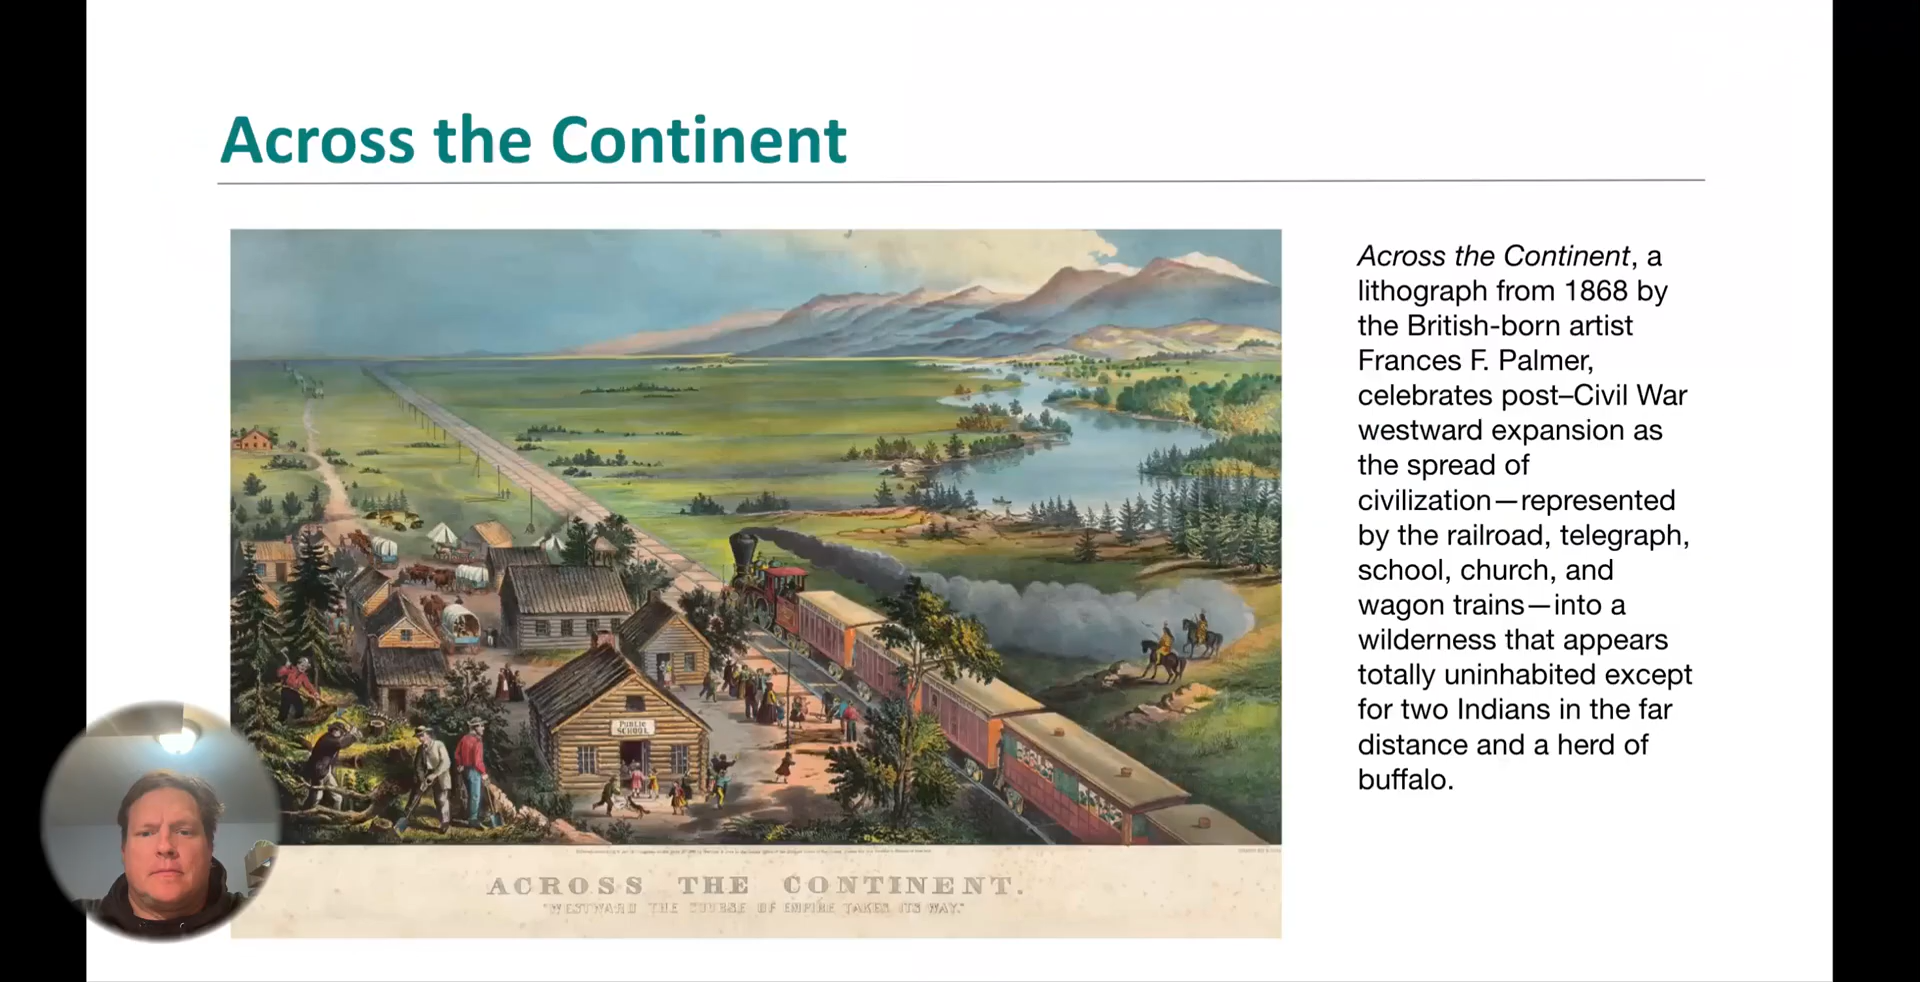 Across the Continent
Across the Continent, a
lithograph from 1868 by
the British-born artist
Frances F. Palmer,
celebrates post–Civil War
westward expansion as
the spread of
civilization—represented
by the railroad, telegraph,
school, church, and
wagon trains—into a
wilderness that appears
totally uninhabited except
for two Indians in the far
distance and a herd of
buffalo.
PUBLIC
SCHOOL
ACROSS THE CONTINENT.
"WESTWARD THE COURSE OF EMPIRE TAKES ITS WAY."